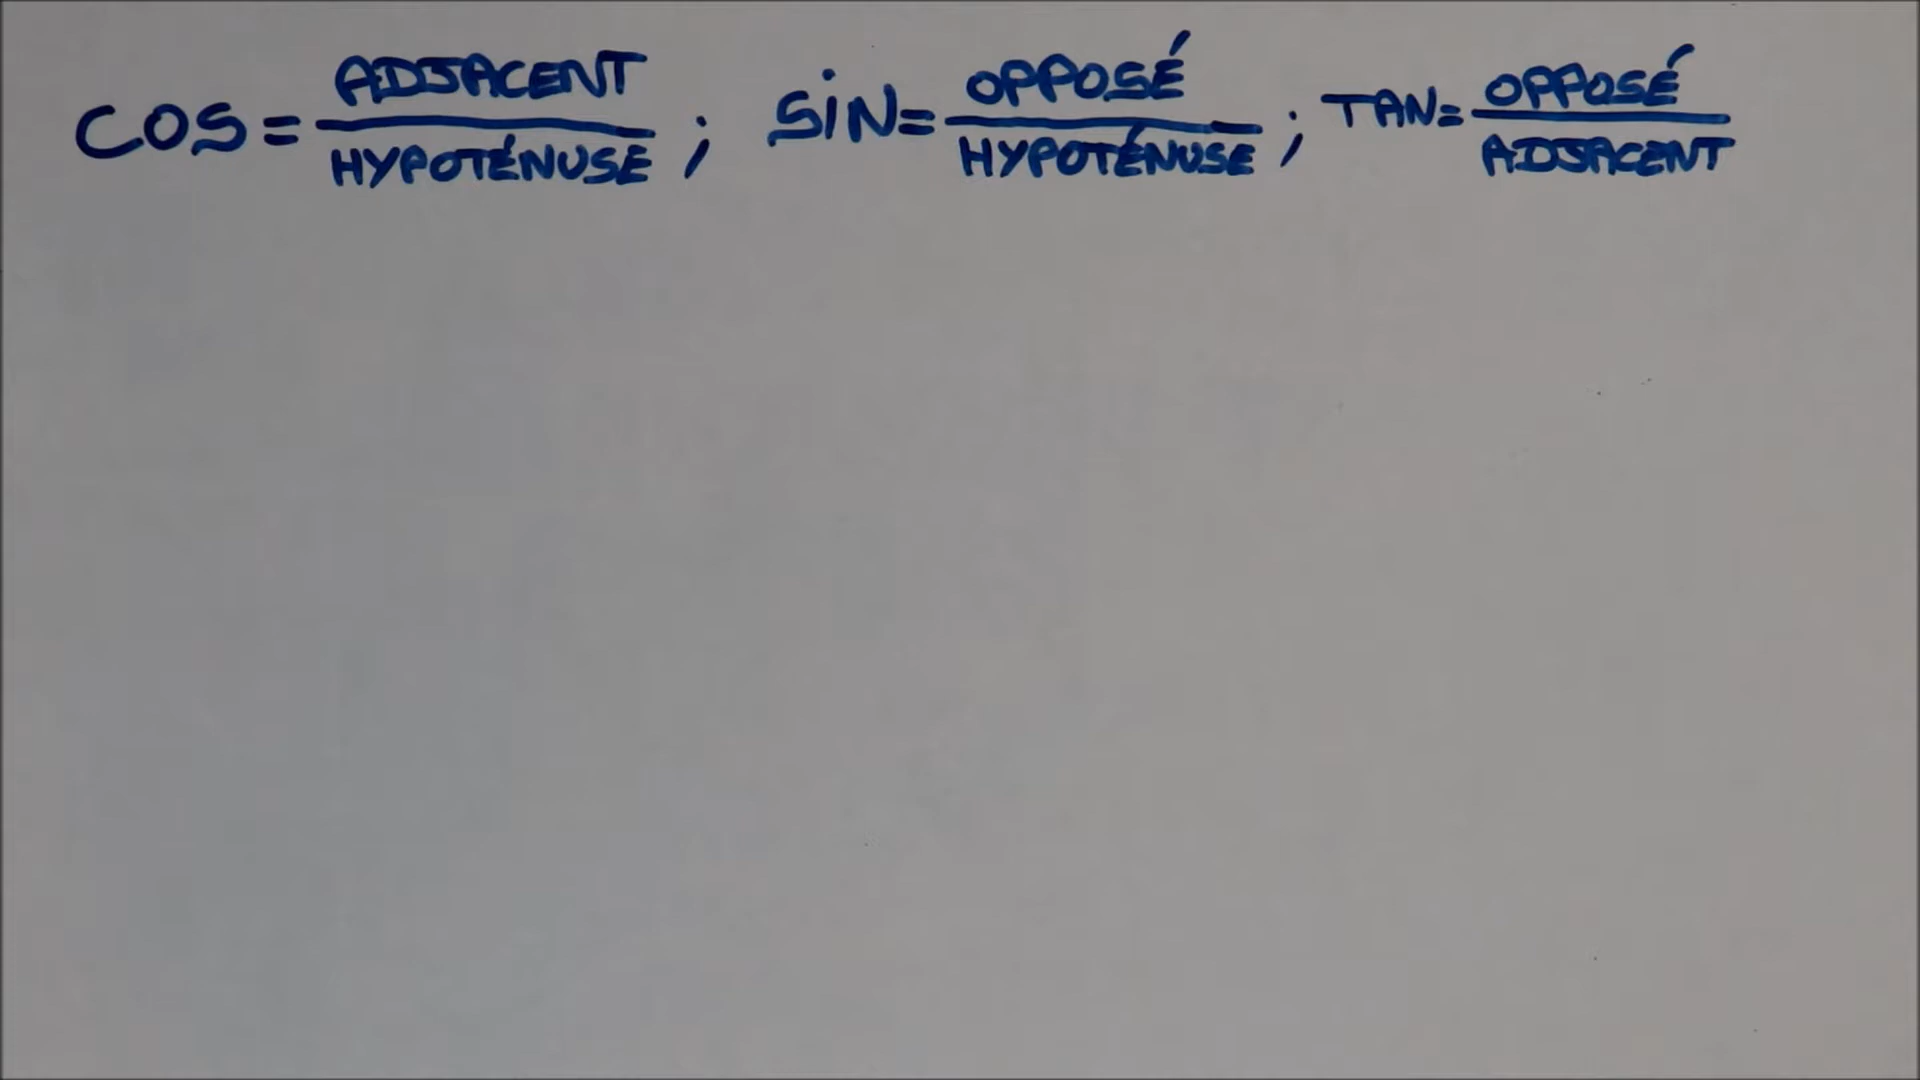 COS = ADJACENT / HYPOTÉNUSE ; SIN = OPPOSÉ / HYPOTÉNUSE ; TAN = OPPOSÉ / ADJACENT